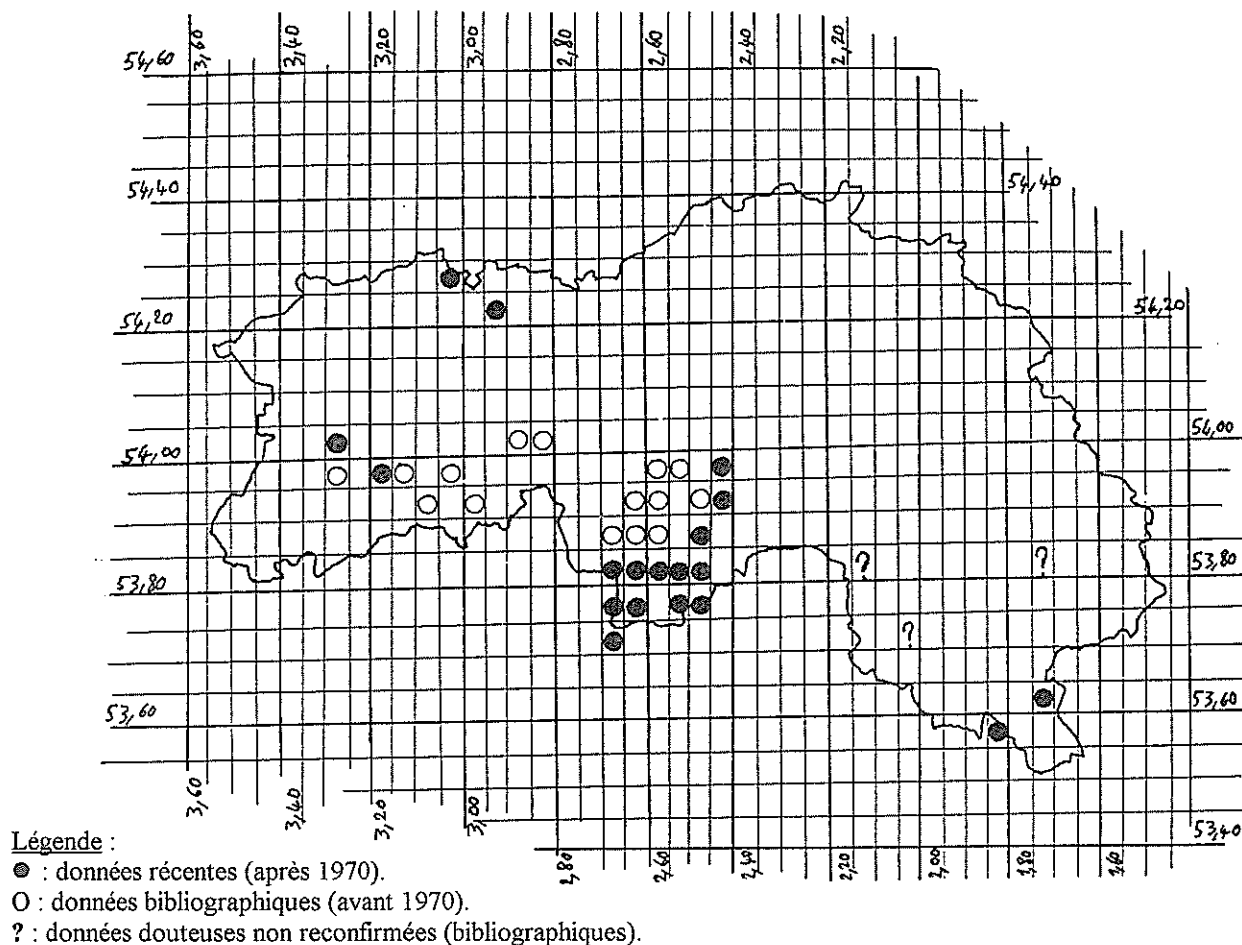 3,60 3,40 3,20 3,00 2,80 2,60 2,40 2,20
54,60
54,40 54,40
54,20 54,20
54,00 54,00
? ?
53,80 53,80
?
53,60 53,60
3,60 3,40 3,20 3,00
53,40
2,80 2,60 2,40 2,20 2,00 1,80 1,60
Légende :
● : données récentes (après 1970).
O : données bibliographiques (avant 1970).
? : données douteuses non reconfirmées (bibliographiques).